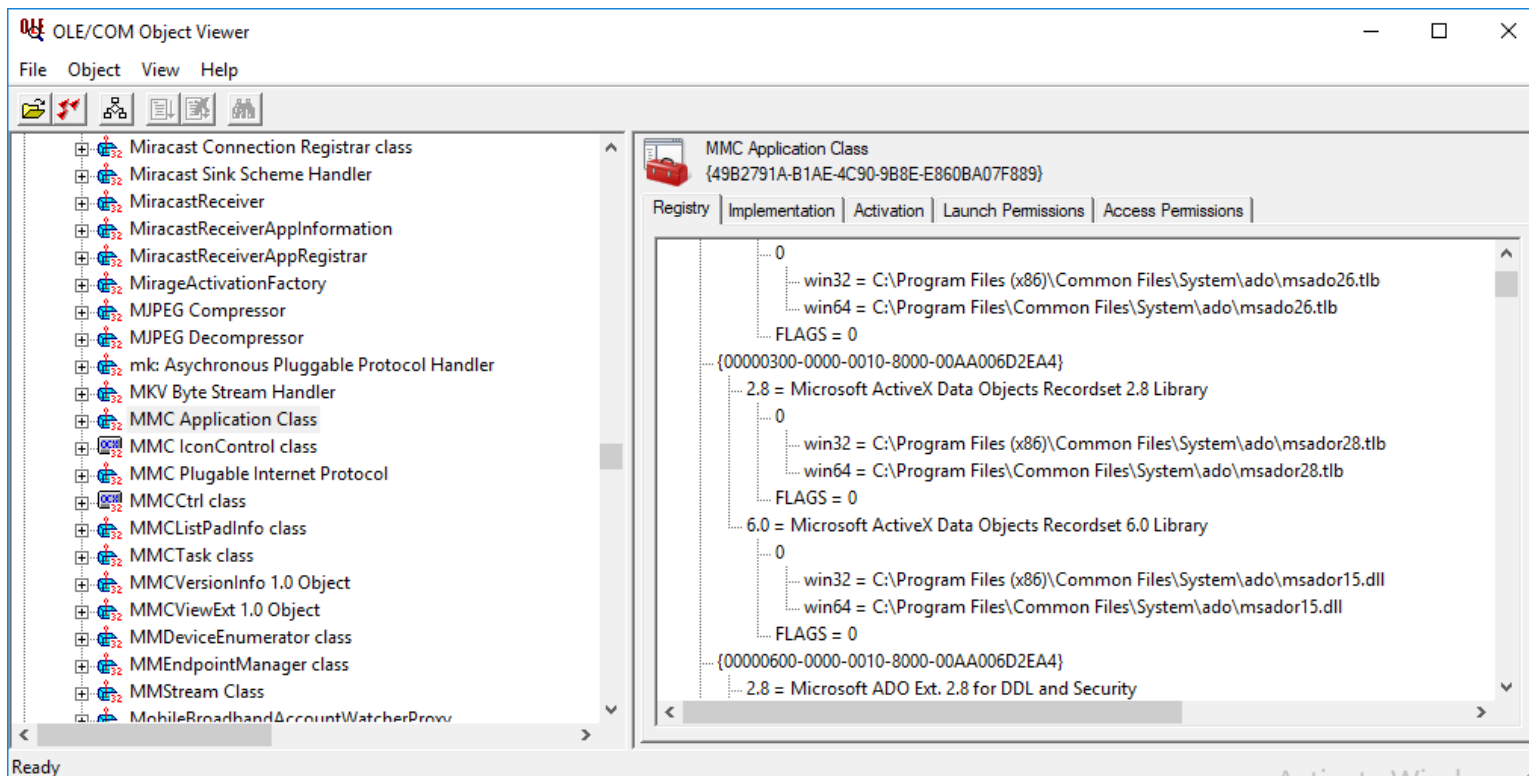 OLE/COM Object Viewer
File Object View Help
Miracast Connection Registrar class
Miracast Sink Scheme Handler
MiracastReceiver
MiracastReceiverAppInformation
MiracastReceiverAppRegistrar
MirageActivationFactory
MJPEG Compressor
MJPEG Decompressor
mk: Asychronous Pluggable Protocol Handler
MKV Byte Stream Handler
MMC Application Class
MMC IconControl class
MMC Plugable Internet Protocol
MMCCtrl class
MMCListPadInfo class
MMCTask class
MMCVersionInfo 1.0 Object
MMCViewExt 1.0 Object
MMDeviceEnumerator class
MMEndpointManager class
MMStream Class
MobileBroadbandAccountWatcherProxy
MMC Application Class
{49B2791A-B1AE-4C90-9B8E-E860BA07F889}
Registry Implementation Activation Launch Permissions Access Permissions
0
win32 = C:\Program Files (x86)\Common Files\System\ado\msado26.tlb
win64 = C:\Program Files\Common Files\System\ado\msado26.tlb
FLAGS = 0
{00000300-0000-0010-8000-00AA006D2EA4}
2.8 = Microsoft ActiveX Data Objects Recordset 2.8 Library
0
win32 = C:\Program Files (x86)\Common Files\System\ado\msador28.tlb
win64 = C:\Program Files\Common Files\System\ado\msador28.tlb
FLAGS = 0
6.0 = Microsoft ActiveX Data Objects Recordset 6.0 Library
0
win32 = C:\Program Files (x86)\Common Files\System\ado\msador15.dll
win64 = C:\Program Files\Common Files\System\ado\msador15.dll
FLAGS = 0
{00000600-0000-0010-8000-00AA006D2EA4}
2.8 = Microsoft ADO Ext. 2.8 for DDL and Security
Ready